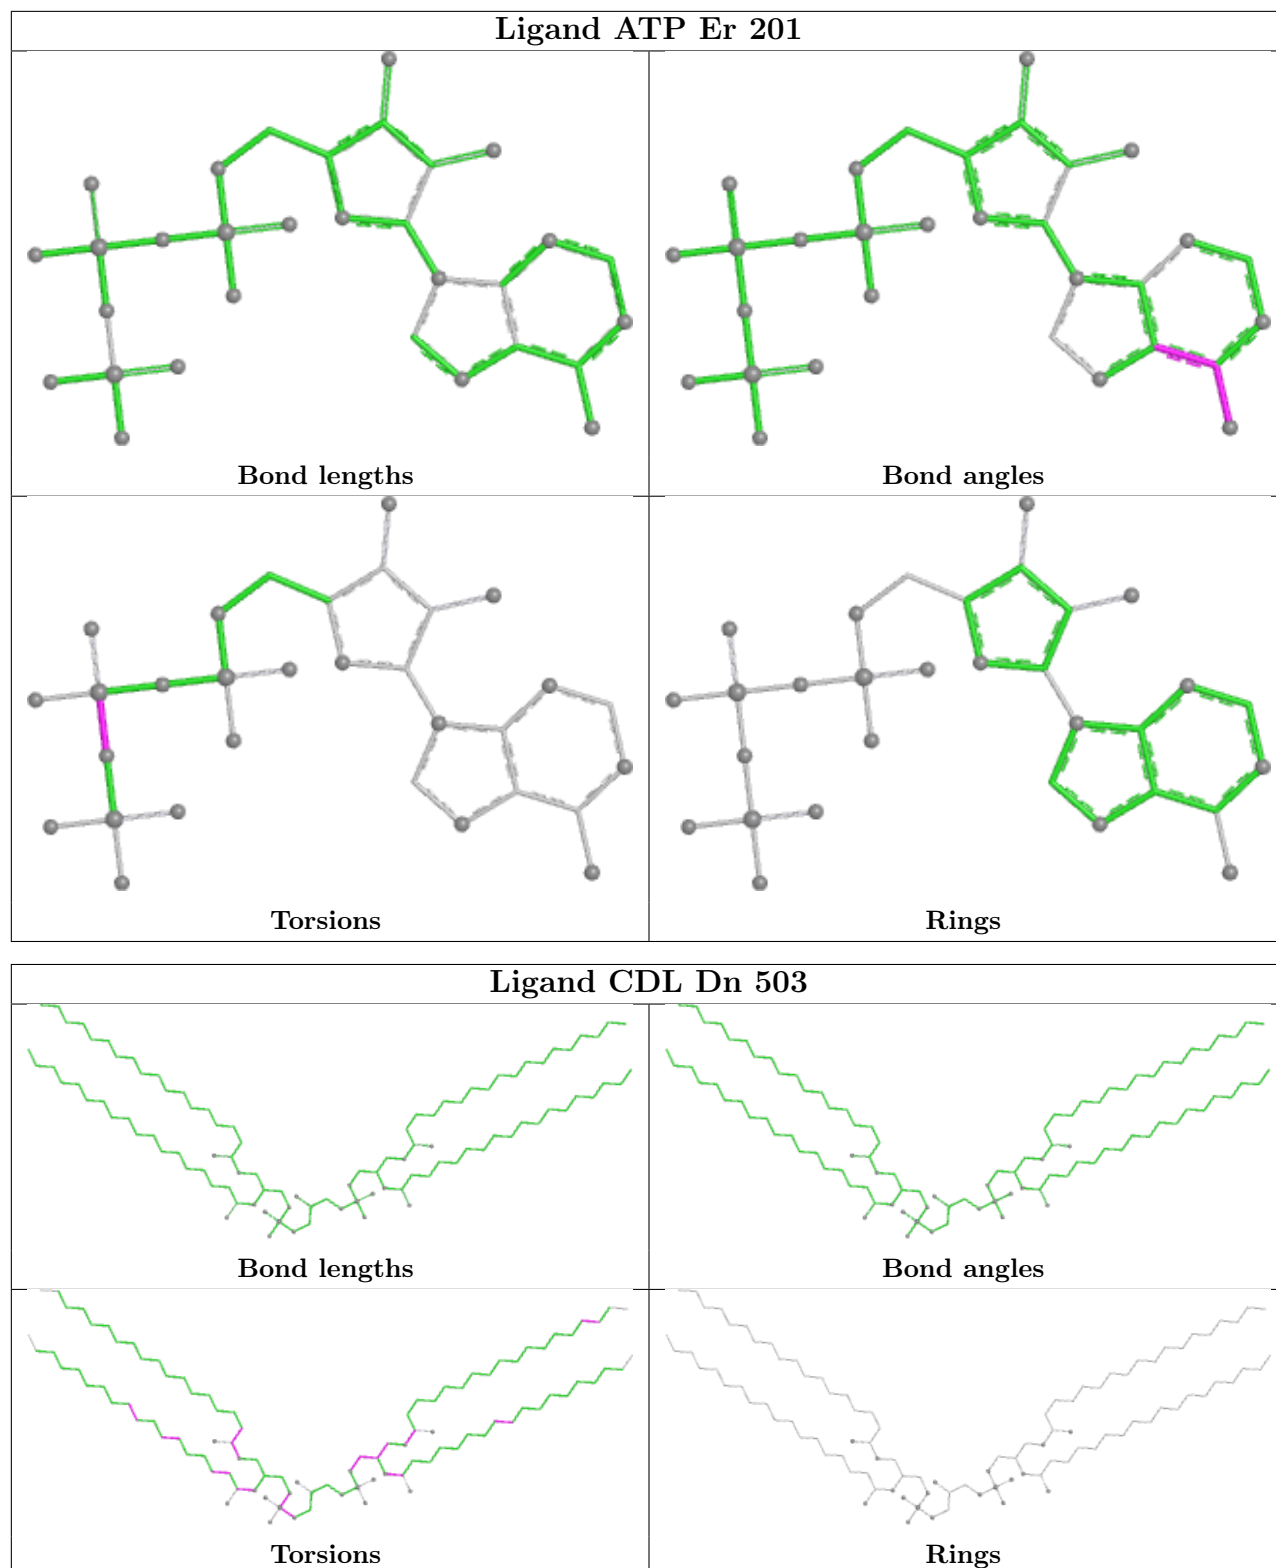 Ligand ATP Er 201
Bond lengths
Bond angles
Torsions
Rings
Ligand CDL Dn 503
Bond lengths
Bond angles
Torsions
Rings